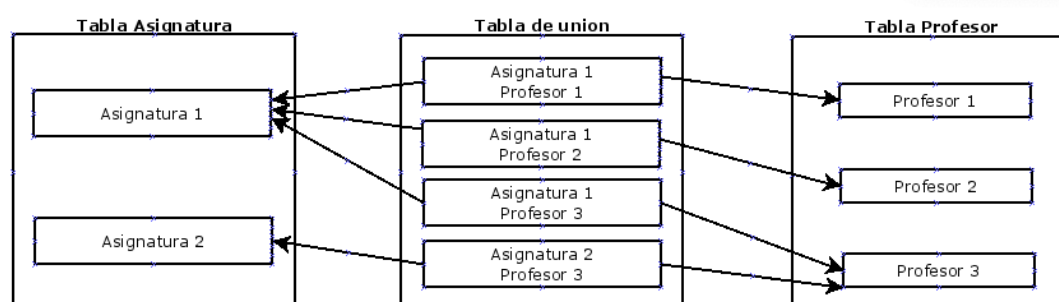 Tabla Asignatura
Asignatura 1
Asignatura 2
Tabla de union
Asignatura 1
Profesor 1
Asignatura 1
Profesor 2
Asignatura 1
Profesor 3
Asignatura 2
Profesor 3
Tabla Profesor
Profesor 1
Profesor 2
Profesor 3